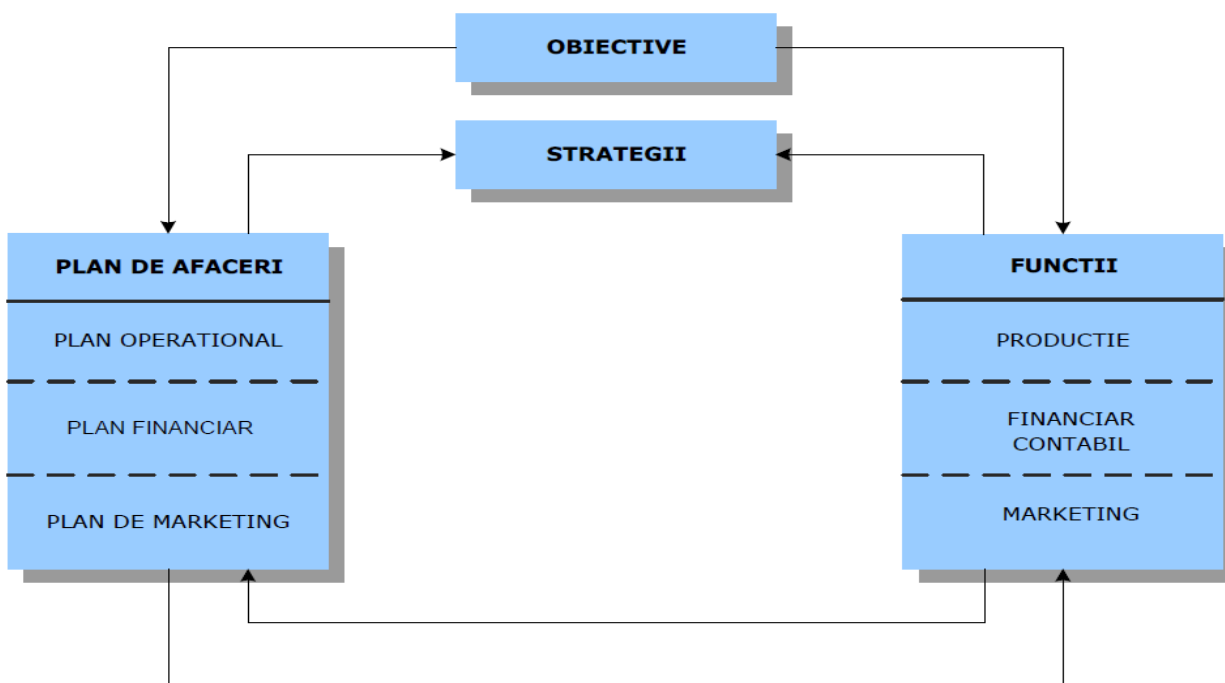 OBIECTIVE
STRATEGII
PLAN DE AFACERI
PLAN OPERATIONAL
PLAN FINANCIAR
PLAN DE MARKETING
FUNCTII
PRODUCTIE
FINANCIAR
CONTABIL
MARKETING